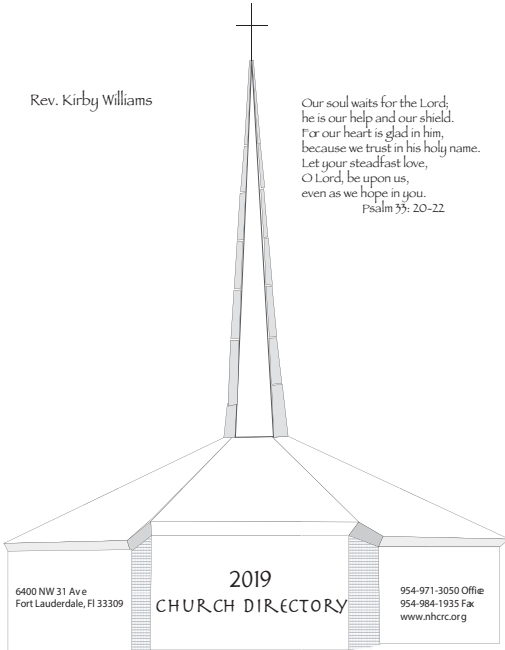 Rev. Kirby Williams
Our soul waits for the Lord;
he is our help and our shield.
For our heart is glad in him,
because we trust in his holy name.
Let your steadfast love,
O Lord, be upon us,
even as we hope in you.
Psalm 33: 20-22
2019
CHURCH DIRECTORY
6400 NW 31 Ave
Fort Lauderdale, Fl 33309
954-971-3050 Office
954-984-1935 Fax
www.nhcrc.org